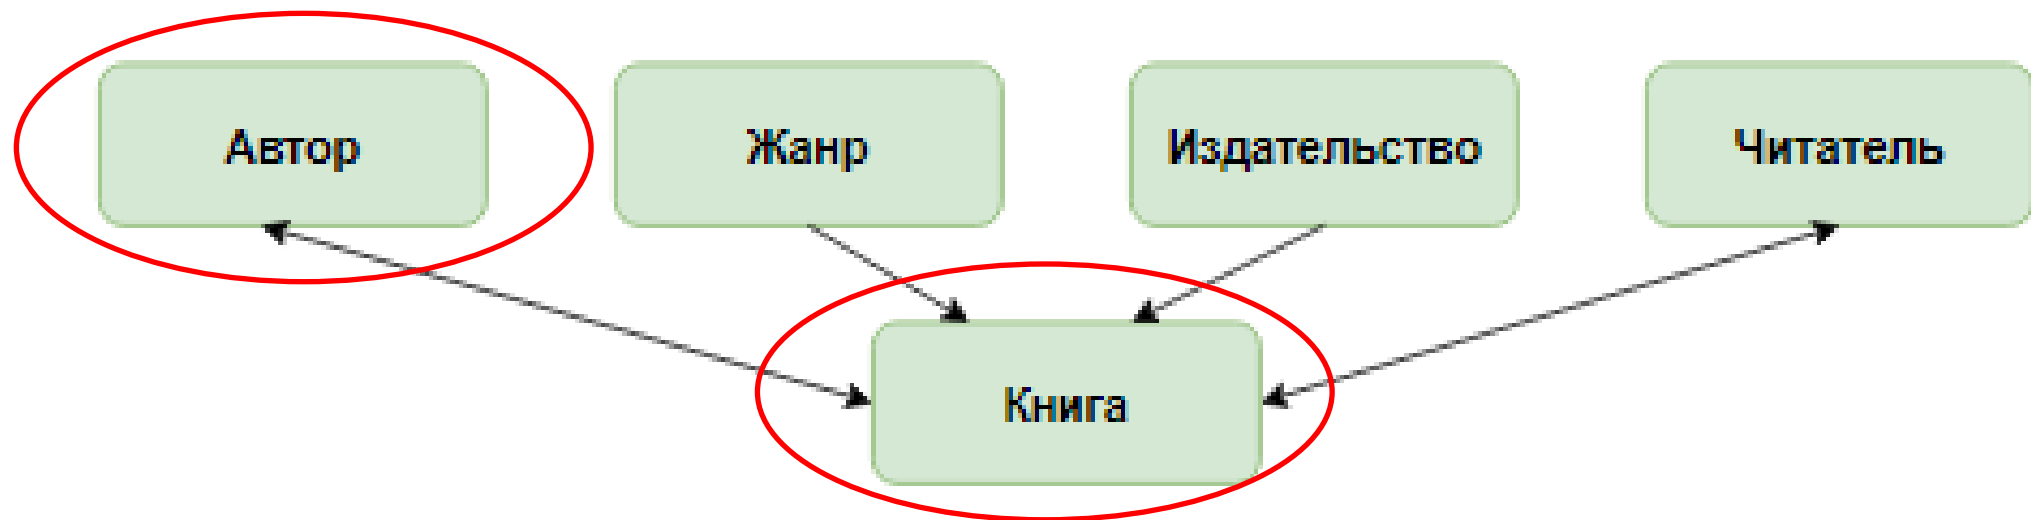 Автор
Жанр
Издательство
Читатель
Книга